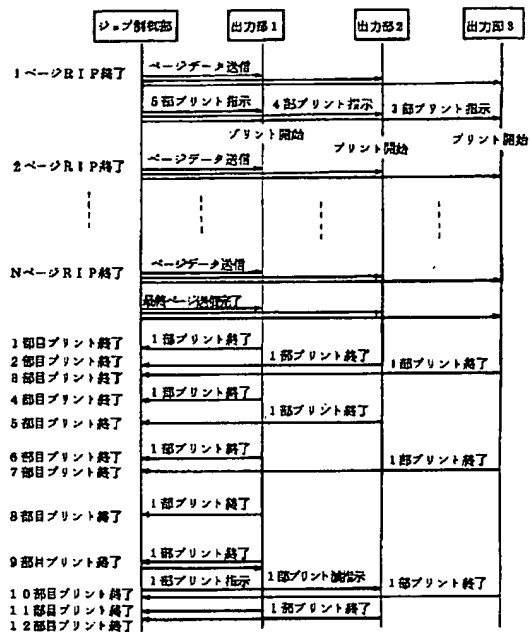 ジョブ制御部 出力部1 出力部2 出力部3
1ページRIP終了
ページデータ送信
5部プリント指示 4部プリント指示 3部プリント指示
プリント開始 プリント開始 プリント開始
2ページRIP終了
ページデータ送信
NページRIP終了
ページデータ送信
最終ページ送信完了
1部目プリント終了 1部プリント終了
2部目プリント終了 1部プリント終了
3部目プリント終了 1部プリント終了
4部目プリント終了 1部プリント終了
5部目プリント終了 1部プリント終了
6部目プリント終了 1部プリント終了
7部目プリント終了 1部プリント終了
8部目プリント終了 1部プリント終了
9部目プリント終了 1部プリント終了
1部プリント指示 1部プリント減指示
10部目プリント終了 1部プリント終了
11部目プリント終了 1部プリント終了
12部目プリント終了